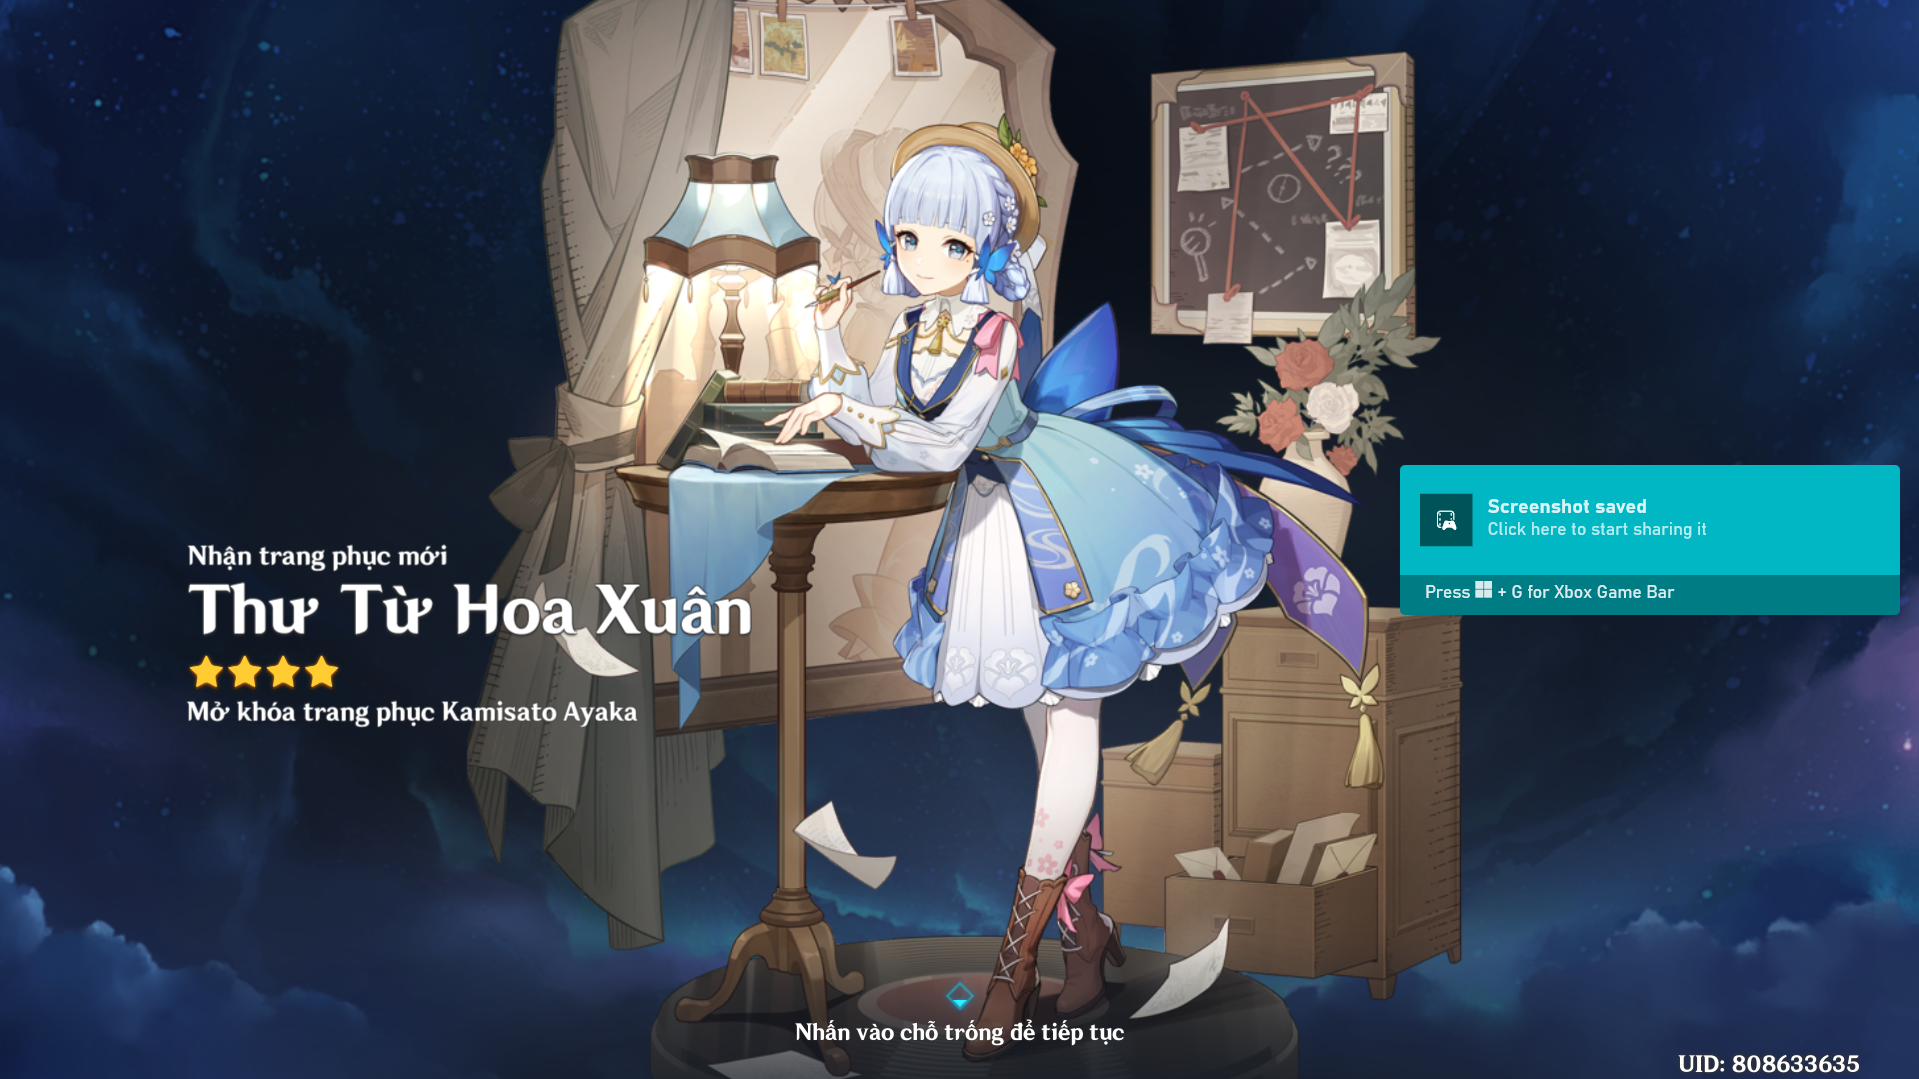 Nhận trang phục mới
Thư Từ Hoa Xuân
Mở khóa trang phục Kamisato Ayaka
Screenshot saved
Click here to start sharing it
Press + G for Xbox Game Bar
Nhấn vào chỗ trống để tiếp tục
UID: 808633635